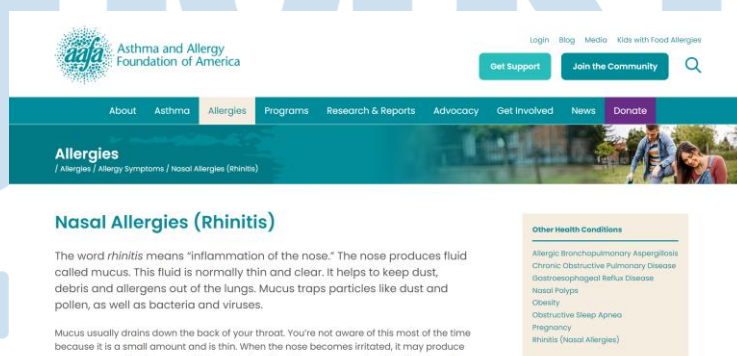 Login Blog Media Kids with Food Allergies
aafa
Asthma and Allergy
Foundation of America
Get Support Join the Community
About Asthma Allergies Programs Research & Reports Advocacy Get Involved News Donate
Allergies
/ Allergies / Allergy Symptoms / Nasal Allergies (Rhinitis)
Nasal Allergies (Rhinitis)
The word rhinitis means “inflammation of the nose.” The nose produces fluid
called mucus. This fluid is normally thin and clear. It helps to keep dust,
debris and allergens out of the lungs. Mucus traps particles like dust and
pollen, as well as bacteria and viruses.
Mucus usually drains down the back of your throat. You’re not aware of this most of the time
because it is a small amount and is thin. When the nose becomes irritated, it may produce
Other Health Conditions
Allergic Bronchopulmonary Aspergillosis
Chronic Obstructive Pulmonary Disease
Gastroesophageal Reflux Disease
Nasal Polyps
Obesity
Obstructive Sleep Apnea
Pregnancy
Rhinitis (Nasal Allergies)